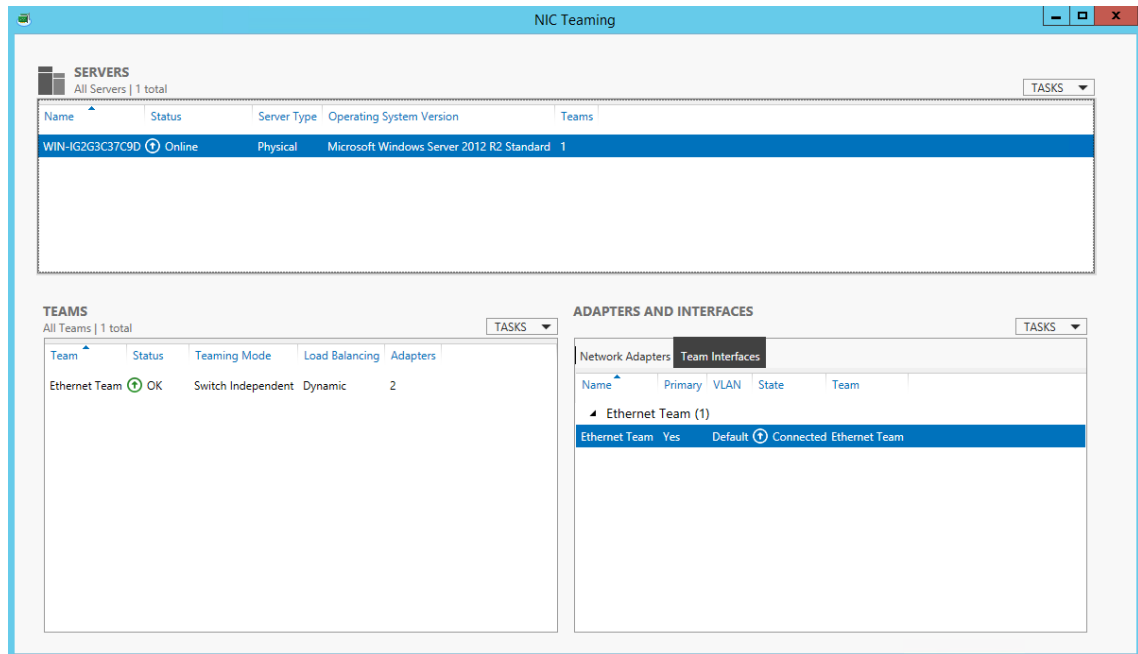 NIC Teaming
SERVERS
All Servers | 1 total
TASKS
Name Status Server Type Operating System Version Teams
WIN-IG2G3C37C9D Online Physical Microsoft Windows Server 2012 R2 Standard 1
TEAMS
All Teams | 1 total
TASKS
Team Status Teaming Mode Load Balancing Adapters
Ethernet Team OK Switch Independent Dynamic 2
ADAPTERS AND INTERFACES
TASKS
Network Adapters Team Interfaces
Name Primary VLAN State Team
Ethernet Team (1)
Ethernet Team Yes Default Connected Ethernet Team